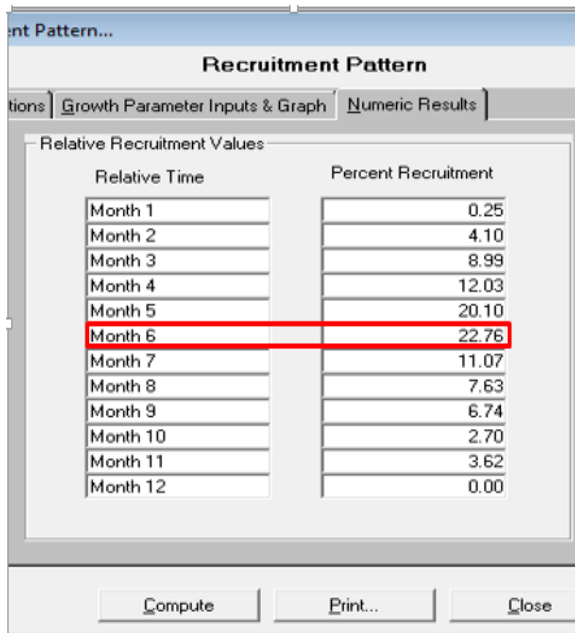 ent Pattern...
Recruitment Pattern
tions Growth Parameter Inputs & Graph Numeric Results
Relative Recruitment Values
Relative Time Percent Recruitment
Month 1 0.25
Month 2 4.10
Month 3 8.99
Month 4 12.03
Month 5 20.10
Month 6 22.76
Month 7 11.07
Month 8 7.63
Month 9 6.74
Month 10 2.70
Month 11 3.62
Month 12 0.00
Compute Print... Close